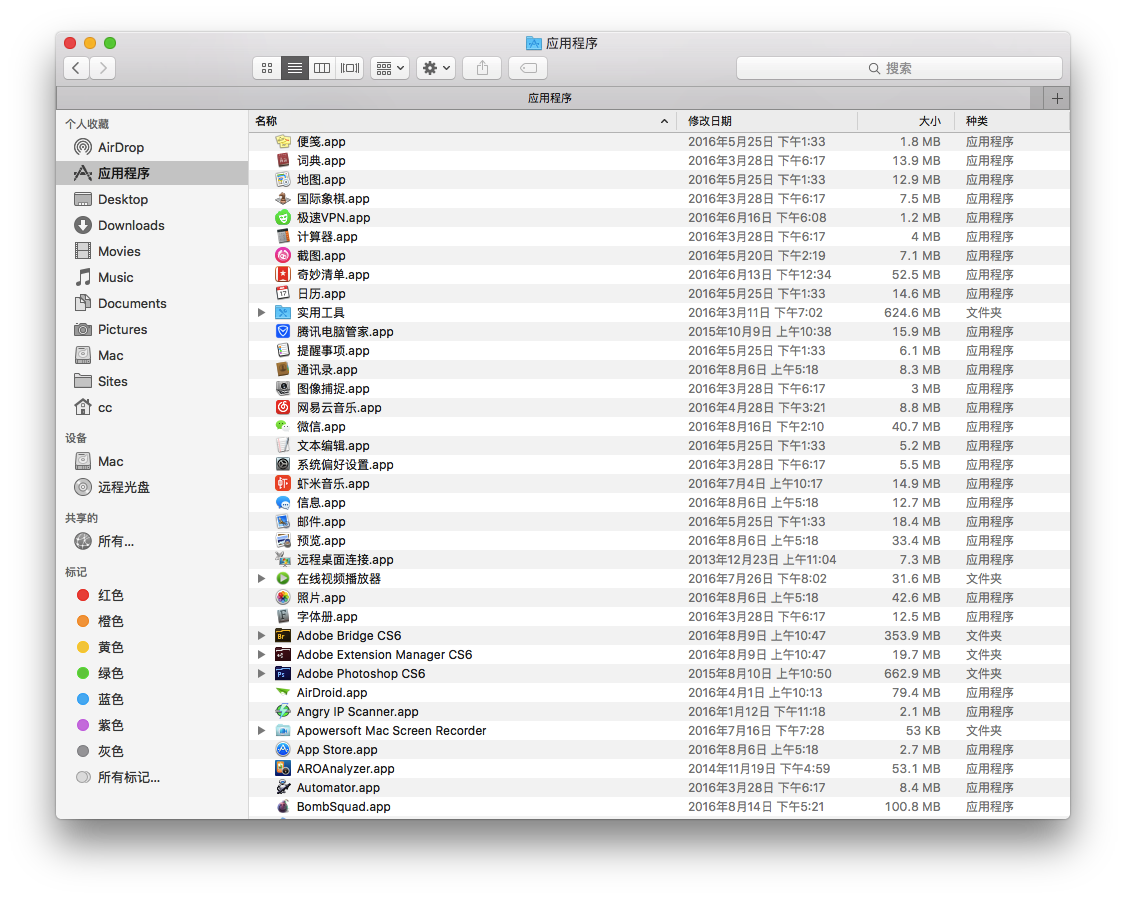 应用程序
搜索
应用程序
个人收藏
AirDrop
应用程序
Desktop
Downloads
Movies
Music
Documents
Pictures
Mac
Sites
cc
设备
Mac
远程光盘
共享的
所有...
标记
红色
橙色
黄色
绿色
蓝色
紫色
灰色
所有标记...
名称 修改日期 大小 种类
便笺.app 2016年5月25日 下午1:33 1.8 MB 应用程序
词典.app 2016年3月28日 下午6:17 13.9 MB 应用程序
地图.app 2016年5月25日 下午1:33 12.9 MB 应用程序
国际象棋.app 2016年3月28日 下午6:17 7.5 MB 应用程序
极速VPN.app 2016年6月16日 下午6:08 1.2 MB 应用程序
计算器.app 2016年3月28日 下午6:17 4 MB 应用程序
截图.app 2016年5月20日 下午2:19 7.1 MB 应用程序
奇妙清单.app 2016年6月13日 下午12:34 52.5 MB 应用程序
日历.app 2016年5月25日 下午1:33 14.6 MB 应用程序
实用工具 2016年3月11日 下午7:02 624.6 MB 文件夹
腾讯电脑管家.app 2015年10月9日 上午10:38 15.9 MB 应用程序
提醒事项.app 2016年5月25日 下午1:33 6.1 MB 应用程序
通讯录.app 2016年8月6日 上午5:18 8.3 MB 应用程序
图像捕捉.app 2016年3月28日 下午6:17 3 MB 应用程序
网易云音乐.app 2016年4月28日 下午3:21 8.8 MB 应用程序
微信.app 2016年8月16日 下午2:10 40.7 MB 应用程序
文本编辑.app 2016年5月25日 下午1:33 5.2 MB 应用程序
系统偏好设置.app 2016年3月28日 下午6:17 5.5 MB 应用程序
虾米音乐.app 2016年7月4日 上午10:17 14.9 MB 应用程序
信息.app 2016年8月6日 上午5:18 12.7 MB 应用程序
邮件.app 2016年5月25日 下午1:33 18.4 MB 应用程序
预览.app 2016年8月6日 上午5:18 33.4 MB 应用程序
远程桌面连接.app 2013年12月23日 上午11:04 7.3 MB 应用程序
在线视频播放器 2016年7月26日 下午8:02 31.6 MB 文件夹
照片.app 2016年8月6日 上午5:18 42.6 MB 应用程序
字体册.app 2016年3月28日 下午6:17 12.5 MB 应用程序
Adobe Bridge CS6 2016年8月9日 上午10:47 353.9 MB 文件夹
Adobe Extension Manager CS6 2016年8月9日 上午10:47 19.7 MB 文件夹
Adobe Photoshop CS6 2015年8月10日 上午10:50 662.9 MB 文件夹
AirDroid.app 2016年4月1日 上午10:13 79.4 MB 应用程序
Angry IP Scanner.app 2016年1月12日 下午11:18 2.1 MB 应用程序
Apowersoft Mac Screen Recorder 2016年7月16日 下午7:28 53 KB 文件夹
App Store.app 2016年8月6日 上午5:18 2.7 MB 应用程序
AROAnalyzer.app 2014年11月19日 下午4:59 53.1 MB 应用程序
Automator.app 2016年3月28日 下午6:17 8.4 MB 应用程序
BombSquad.app 2016年8月14日 下午5:21 100.8 MB 应用程序